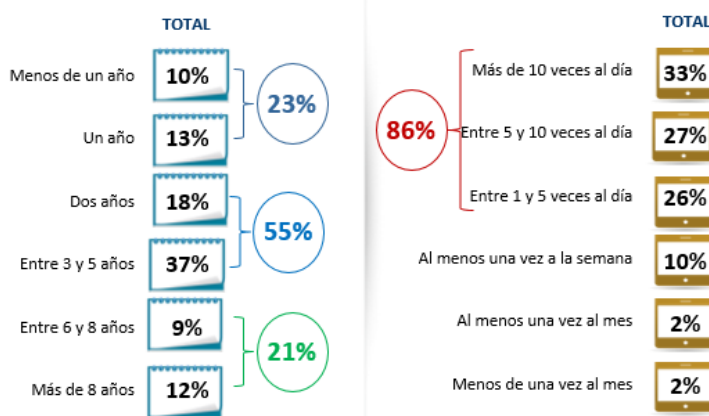 TOTAL
Menos de un año 10%
23%
Un año 13%
Dos años 18%
55%
Entre 3 y 5 años 37%
Entre 6 y 8 años 9%
21%
Más de 8 años 12%
TOTAL
Más de 10 veces al día 33%
86%
Entre 5 y 10 veces al día 27%
Entre 1 y 5 veces al día 26%
Al menos una vez a la semana 10%
Al menos una vez al mes 2%
Menos de una vez al mes 2%